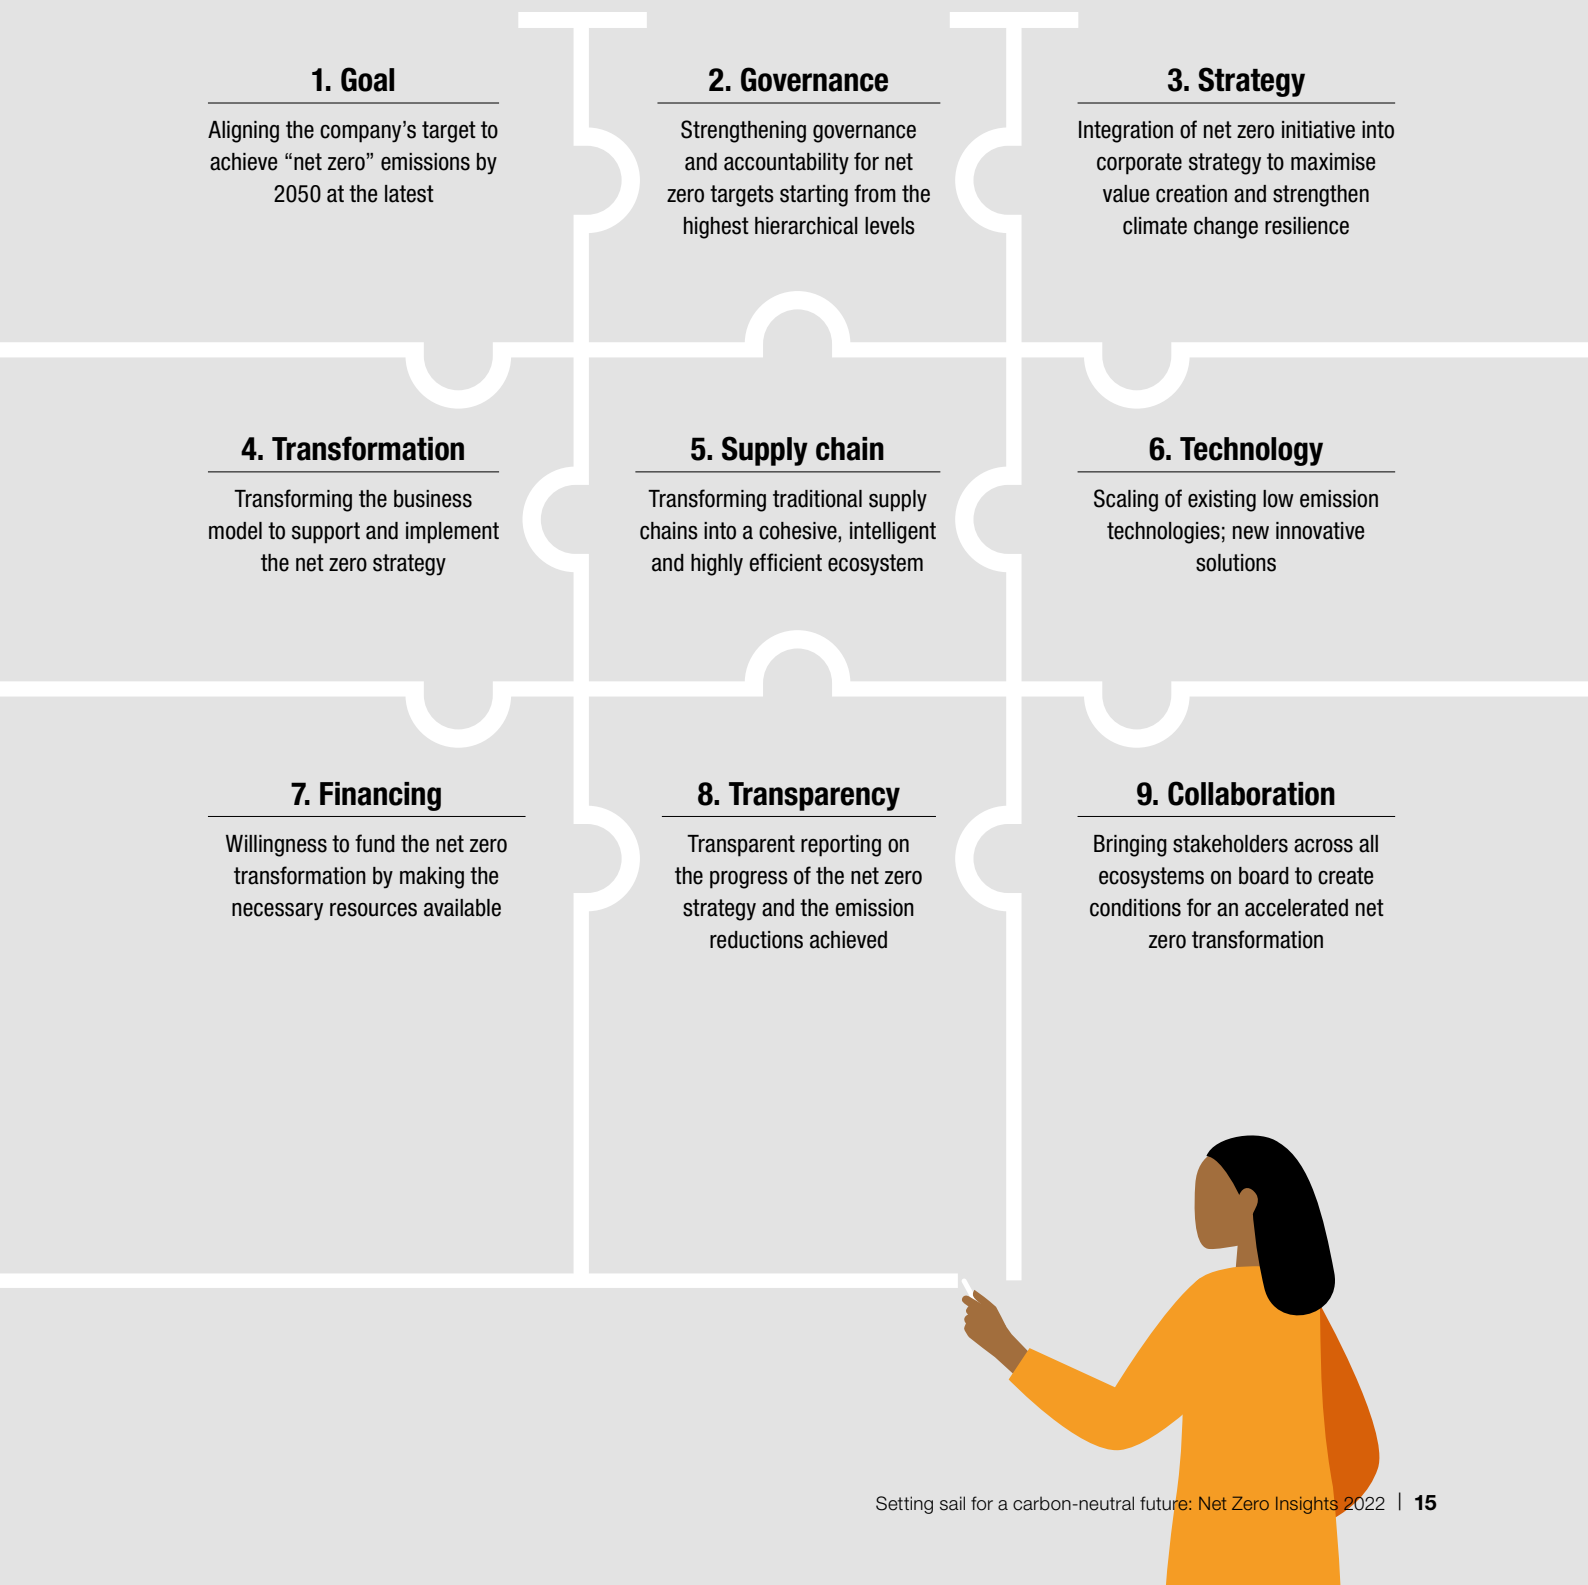 1. Goal
Aligning the company’s target to
achieve “net zero” emissions by
2050 at the latest
2. Governance
Strengthening governance
and accountability for net
zero targets starting from the
highest hierarchical levels
3. Strategy
Integration of net zero initiative into
corporate strategy to maximise
value creation and strengthen
climate change resilience
4. Transformation
Transforming the business
model to support and implement
the net zero strategy
5. Supply chain
Transforming traditional supply
chains into a cohesive, intelligent
and highly efficient ecosystem
6. Technology
Scaling of existing low emission
technologies; new innovative
solutions
7. Financing
Willingness to fund the net zero
transformation by making the
necessary resources available
8. Transparency
Transparent reporting on
the progress of the net zero
strategy and the emission
reductions achieved
9. Collaboration
Bringing stakeholders across all
ecosystems on board to create
conditions for an accelerated net
zero transformation
Setting sail for a carbon-neutral future: Net Zero Insights 2022 | 15